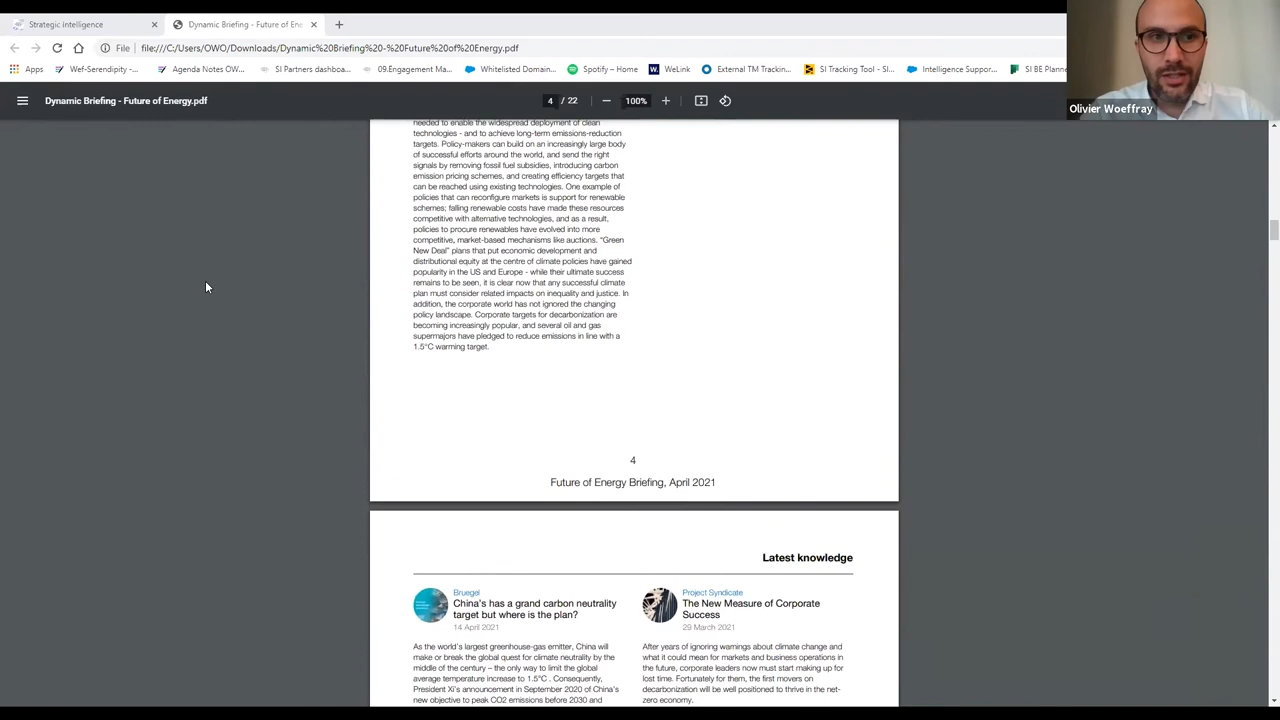 Strategic Intelligence
Dynamic Briefing - Future of Ene
File
file:///C:/Users/OWO/Downloads/Dynamic%20Briefing%20-%20Future%20of%20Energy.pdf
Apps
Wef-Serendipity -...
Agenda Notes OW...
SI Partners dashboa...
09.Engagement Ma...
Whitelisted Domain...
Spotify – Home
WeLink
External TM Trackin...
SI Tracking Tool - SI...
Intelligence Suppor...
SI BE Planne
Olivier Woeffray
Dynamic Briefing - Future of Energy.pdf
4 / 22
100%
needed to enable the widespread deployment of clean
technologies - and to achieve long-term emissions-reduction
targets. Policy-makers can build on an increasingly large body
of successful efforts around the world, and send the right
signals by removing fossil fuel subsidies, introducing carbon
emission pricing schemes, and creating efficiency targets that
can be reached using existing technologies. One example of
policies that can reconfigure markets is support for renewable
schemes; falling renewable costs have made these resources
competitive with alternative technologies, and as a result,
policies to procure renewables have evolved into more
competitive, market-based mechanisms like auctions. “Green
New Deal” plans that put economic development and
distributional equity at the centre of climate policies have gained
popularity in the US and Europe - while their ultimate success
remains to be seen, it is clear now that any successful climate
plan must consider related impacts on inequality and justice. In
addition, the corporate world has not ignored the changing
policy landscape. Corporate targets for decarbonization are
becoming increasingly popular, and several oil and gas
supermajors have pledged to reduce emissions in line with a
1.5°C warming target.
4
Future of Energy Briefing, April 2021
Latest knowledge
Bruegel
China's has a grand carbon neutrality
target but where is the plan?
14 April 2021
As the world's largest greenhouse-gas emitter, China will
make or break the global quest for climate neutrality by the
middle of the century – the only way to limit the global
average temperature increase to 1.5°C . Consequently,
President Xi's announcement in September 2020 of China's
new objective to peak CO2 emissions before 2030 and
Project Syndicate
The New Measure of Corporate
Success
29 March 2021
After years of ignoring warnings about climate change and
what it could mean for markets and business operations in
the future, corporate leaders now must start making up for
lost time. Fortunately for them, the first movers on
decarbonization will be well positioned to thrive in the net-
zero economy.